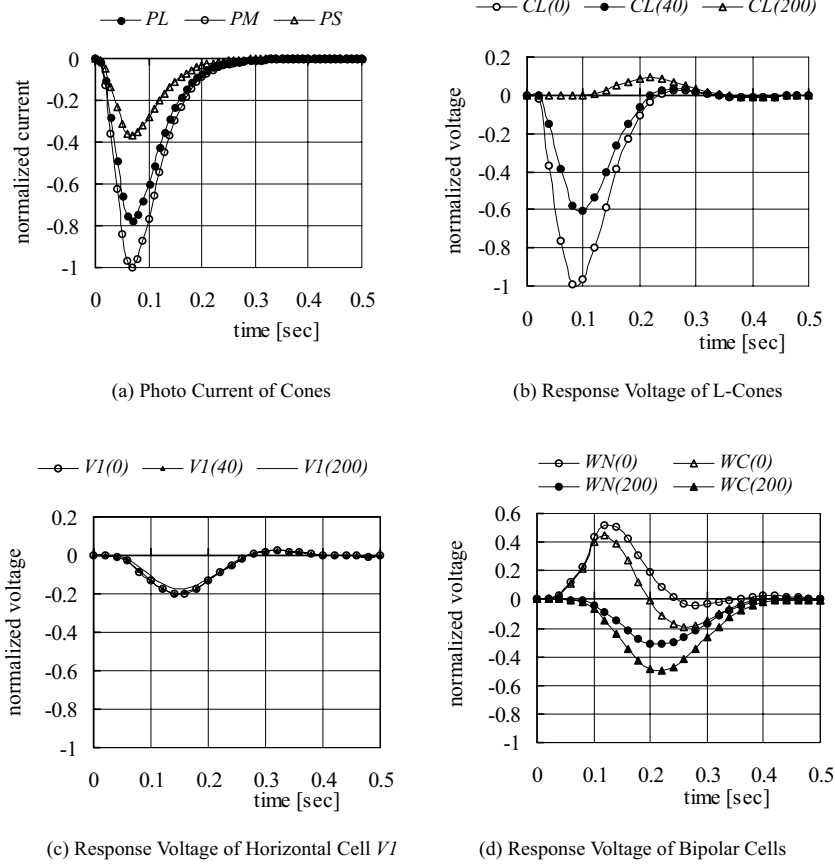 PL PM PS
0
-0.2
-0.4
-0.6
-0.8
-1
normalized current
0 0.1 0.2 0.3 0.4 0.5
time [sec]
(a) Photo Current of Cones
CL(0) CL(40) CL(200)
0.2
0
-0.2
-0.4
-0.6
-0.8
-1
normalized voltage
0 0.1 0.2 0.3 0.4 0.5
time [sec]
(b) Response Voltage of L-Cones
V1(0) V1(40) V1(200)
0.2
0
-0.2
-0.4
-0.6
-0.8
-1
normalized voltage
0 0.1 0.2 0.3 0.4 0.5
time [sec]
(c) Response Voltage of Horizontal Cell V1
WN(0) WC(0)
WN(200) WC(200)
0.6
0.4
0.2
0
-0.2
-0.4
-0.6
-0.8
-1
normalized voltage
0 0.1 0.2 0.3 0.4 0.5
time [sec]
(d) Response Voltage of Bipolar Cells